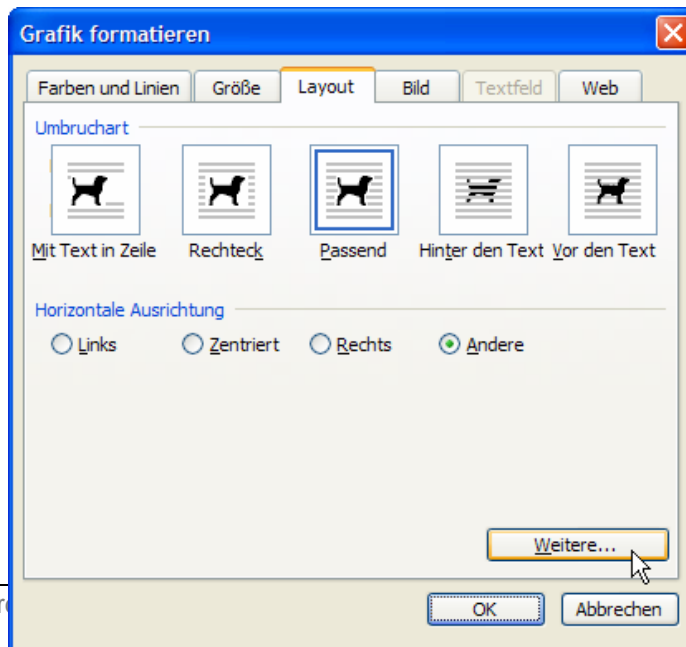 Grafik formatieren
Farben und Linien Größe Layout Bild Textfeld Web
Umbruchart
Mit Text in Zeile Rechteck Passend Hinter den Text Vor den Text
Horizontale Ausrichtung
Links Zentriert Rechts Andere
Weitere...
OK Abbrechen